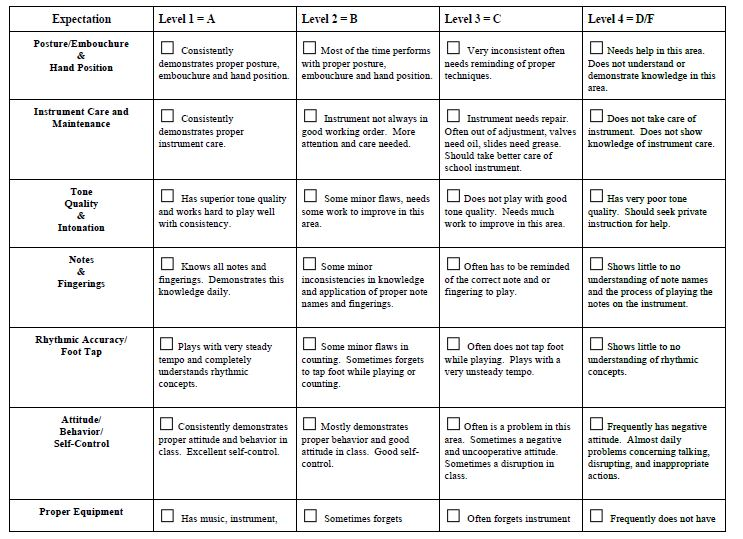 Expectation
Level 1 = A
Level 2 = B
Level 3 = C
Level 4 = D/F
Posture/Embouchure
&
Hand Position
Consistently
demonstrates proper posture,
embouchure and hand position.
Most of the time performs
with proper posture,
embouchure and hand position.
Very inconsistent often
needs reminding of proper
techniques.
Needs help in this area.
Does not understand or
demonstrate knowledge in this
area.
Instrument Care and
Maintenance
Consistently
demonstrates proper
instrument care.
Instrument not always in
good working order. More
attention and care needed.
Instrument needs repair.
Often out of adjustment, valves
need oil, slides need grease.
Should take better care of
school instrument.
Does not take care of
instrument. Does not show
knowledge of instrument care.
Tone
Quality
&
Intonation
Has superior tone quality
and works hard to play well
with consistency.
Some minor flaws, needs
some work to improve in this
area.
Does not play with good
tone quality. Needs much
work to improve in this area.
Has very poor tone
quality. Should seek private
instruction for help.
Notes
&
Fingerings
Knows all notes and
fingerings. Demonstrates this
knowledge daily.
Some minor
inconsistencies in knowledge
and application of proper note
names and fingerings.
Often has to be reminded
of the correct note and or
fingering to play.
Shows little to no
understanding of note names
and the process of playing the
notes on the instrument.
Rhythmic Accuracy/
Foot Tap
Plays with very steady
tempo and completely
understands rhythmic
concepts.
Some minor flaws in
counting. Sometimes forgets
to tap foot while playing or
counting.
Often does not tap foot
while playing. Plays with a
very unsteady tempo.
Shows little to no
understanding of rhythmic
concepts.
Attitude/
Behavior/
Self-Control
Consistently demonstrates
proper attitude and behavior in
class. Excellent self-control.
Mostly demonstrates
proper behavior and good
attitude in class. Good self-
control.
Often is a problem in this
area. Sometimes a negative
and uncooperative attitude.
Sometimes a disruption in
class.
Frequently has negative
attitude. Almost daily
problems concerning talking,
disrupting, and inappropriate
actions.
Proper Equipment
Has music, instrument,
Sometimes forgets
Often forgets instrument
Frequently does not have